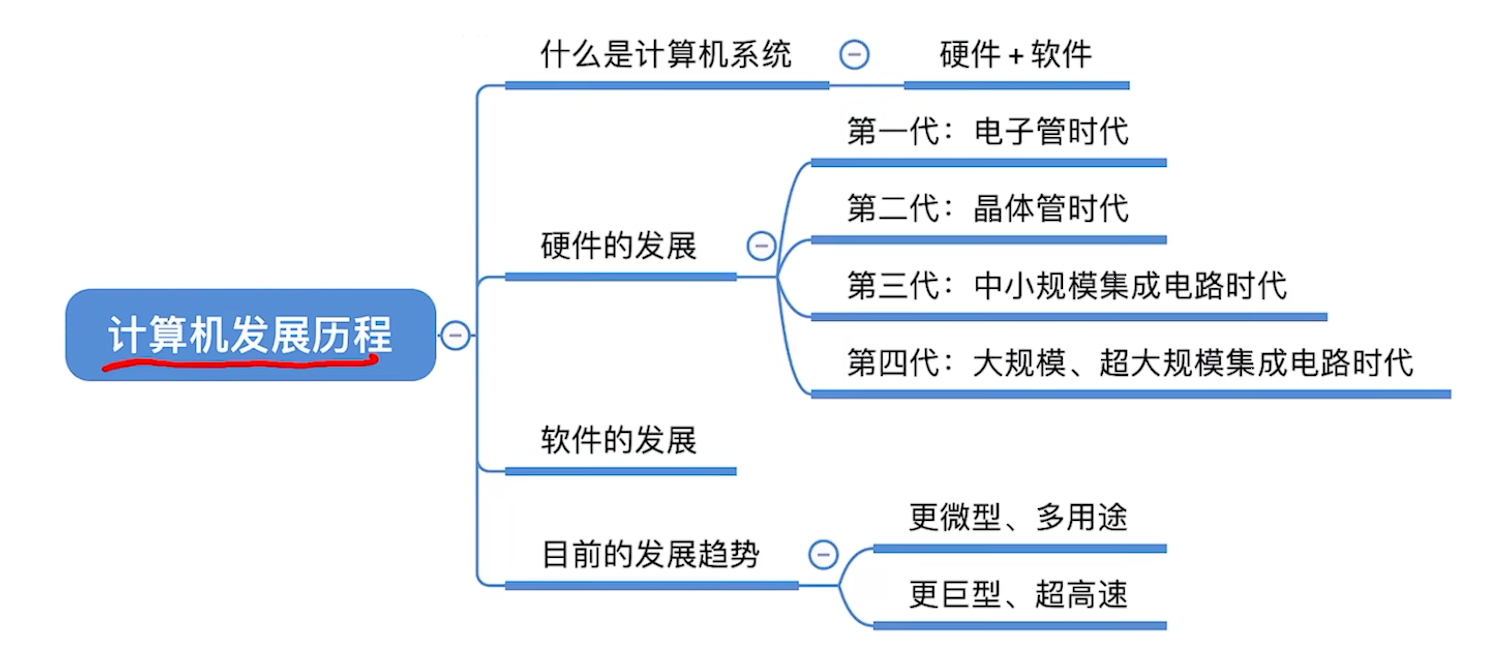 什么是计算机系统
硬件 + 软件
第一代：电子管时代
第二代：晶体管时代
硬件的发展
第三代：中小规模集成电路时代
计算机发展历程
第四代：大规模、超大规模集成电路时代
软件的发展
更微型、多用途
目前的发展趋势
更巨型、超高速